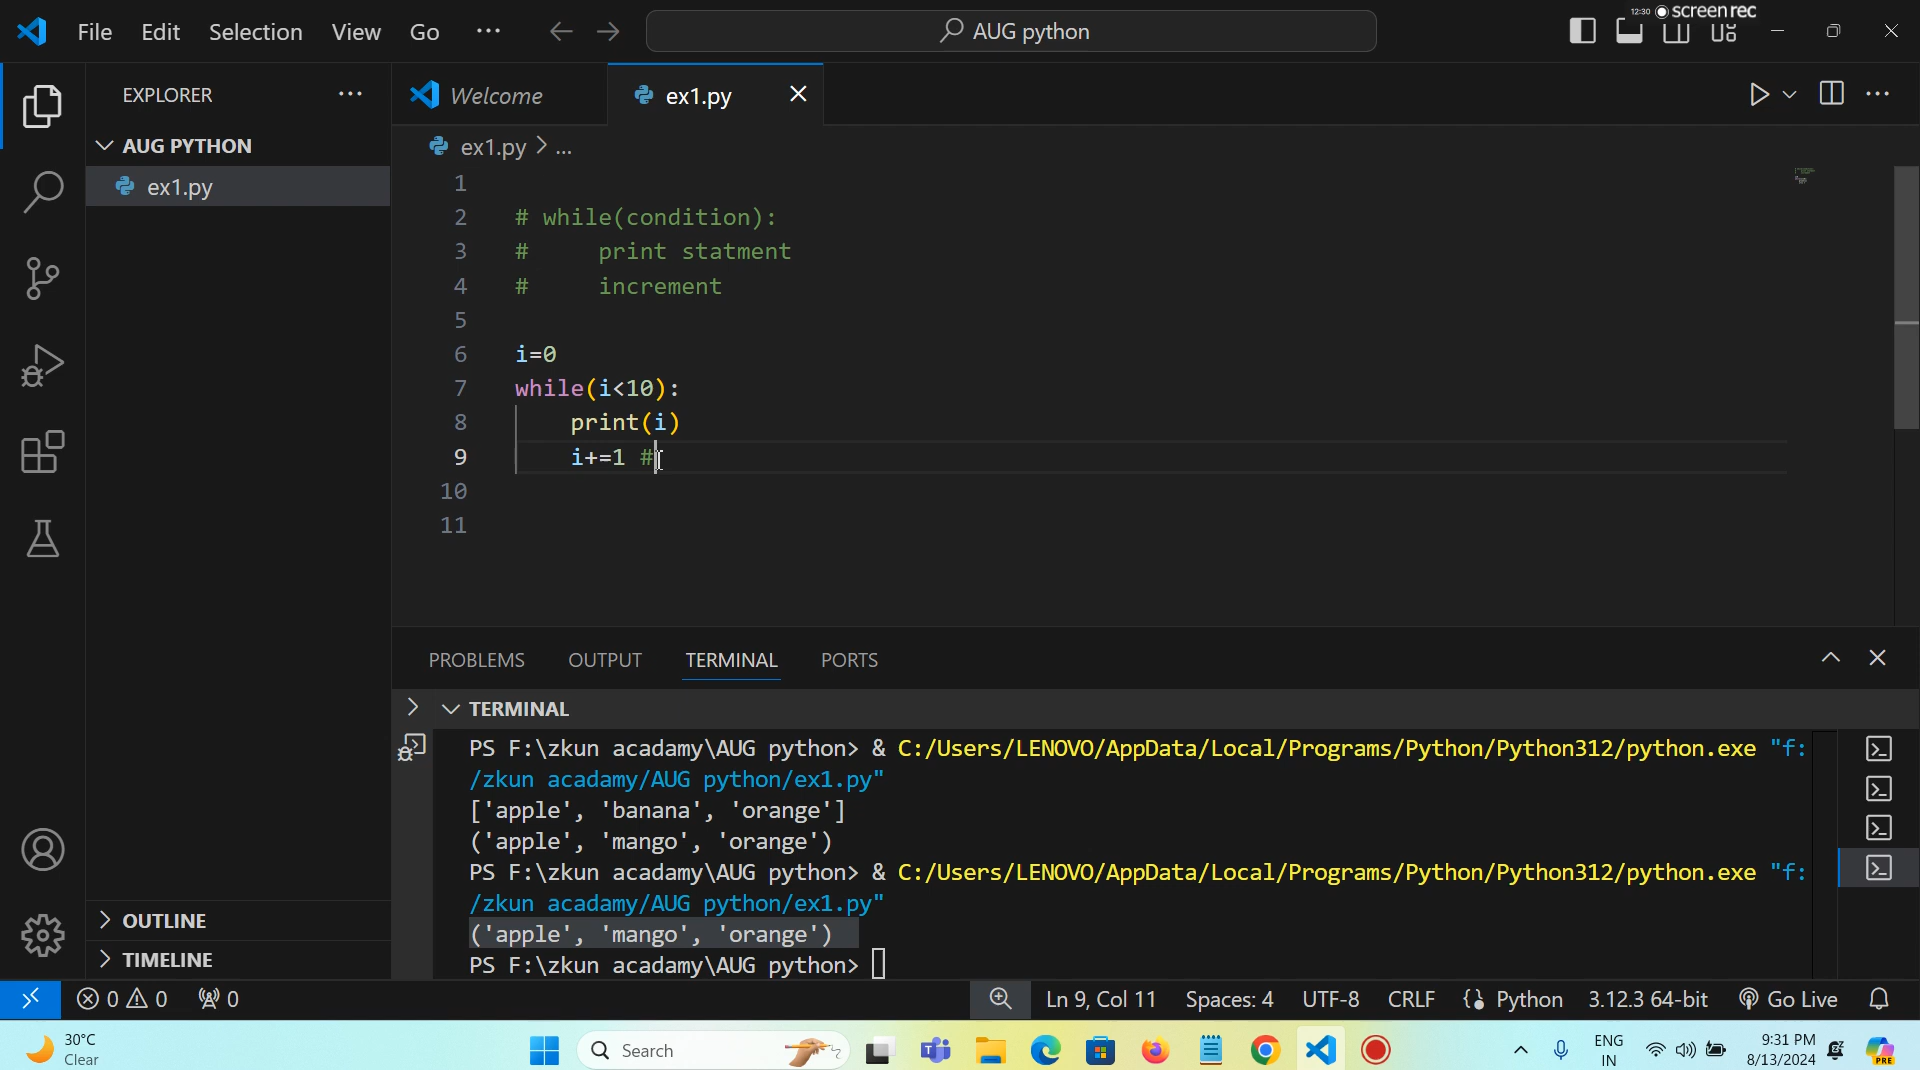 12:30 screenrec
File Edit Selection View Go ... AUG python
EXPLORER ...
Welcome
ex1.py
AUG PYTHON
ex1.py
ex1.py > ...
1
2 # while(condition):
3 #     print statment
4 #     increment
5
6 i=0
7 while(i<10):
8     print(i)
9     i+=1 #
10
11
PROBLEMS OUTPUT TERMINAL PORTS
TERMINAL
PS F:\zkun acadamy\AUG python> & C:/Users/LENOVO/AppData/Local/Programs/Python/Python312/python.exe "f:
/zkun acadamy/AUG python/ex1.py"
['apple', 'banana', 'orange']
('apple', 'mango', 'orange')
PS F:\zkun acadamy\AUG python> & C:/Users/LENOVO/AppData/Local/Programs/Python/Python312/python.exe "f:
/zkun acadamy/AUG python/ex1.py"
('apple', 'mango', 'orange')
PS F:\zkun acadamy\AUG python>
OUTLINE
TIMELINE
0 0 0 Ln 9, Col 11 Spaces: 4 UTF-8 CRLF Python 3.12.3 64-bit Go Live
30°C
Clear
Search
ENG
IN
9:31 PM
8/13/2024
PRE